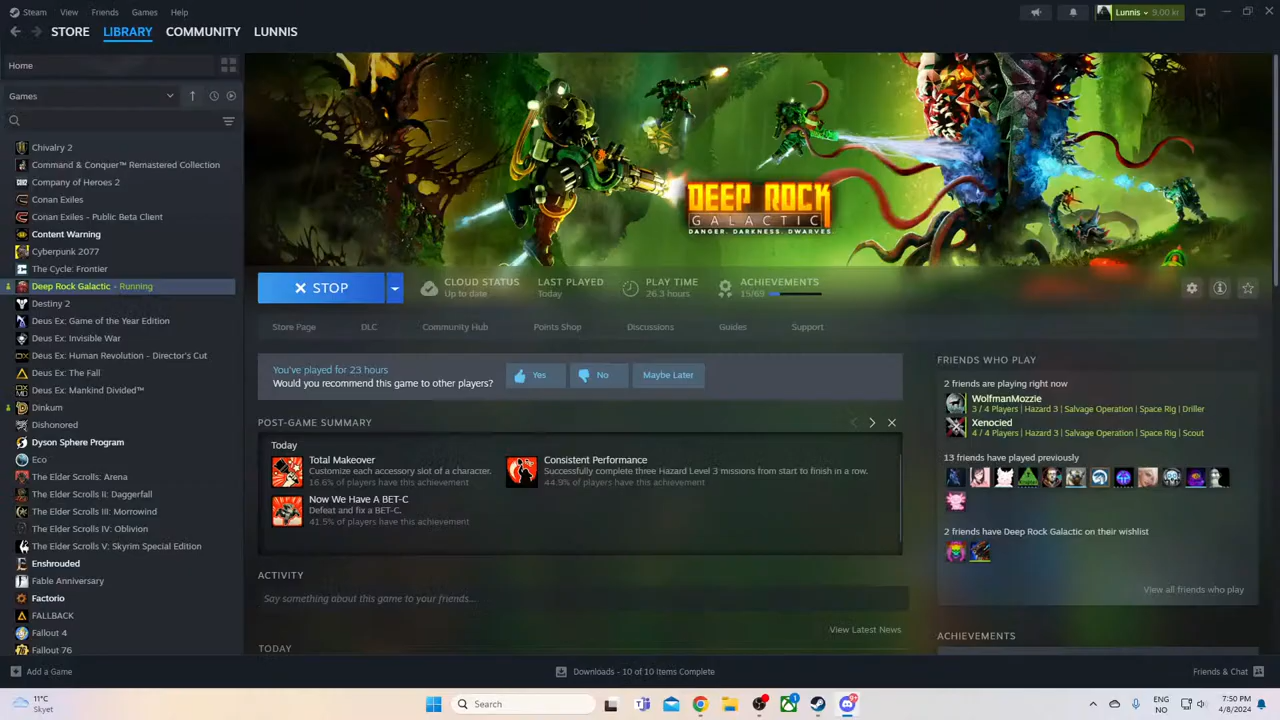 Steam View Friends Games Help
Lunnis 9.00 kr
STORE LIBRARY COMMUNITY LUNNIS
Home
Games
Chivalry 2
Command & Conquer™ Remastered Collection
Company of Heroes 2
Conan Exiles
Conan Exiles - Public Beta Client
Content Warning
Cyberpunk 2077
The Cycle: Frontier
Deep Rock Galactic - Running
Destiny 2
Deus Ex: Game of the Year Edition
Deus Ex: Invisible War
Deus Ex: Human Revolution - Director's Cut
Deus Ex: The Fall
Deus Ex: Mankind Divided™
Dinkum
Dishonored
Dyson Sphere Program
Eco
The Elder Scrolls: Arena
The Elder Scrolls II: Daggerfall
The Elder Scrolls III: Morrowind
The Elder Scrolls IV: Oblivion
The Elder Scrolls V: Skyrim Special Edition
Enshrouded
Fable Anniversary
Factorio
FALLBACK
Fallout 4
Fallout 76
DEEP ROCK
GALACTIC
DANGER. DARKNESS. DWARVES.
STOP
CLOUD STATUS
Up to date
LAST PLAYED
Today
PLAY TIME
26.3 hours
ACHIEVEMENTS
15/69
Store Page DLC Community Hub Points Shop Discussions Guides Support
You've played for 23 hours
Would you recommend this game to other players?
Yes No Maybe Later
POST-GAME SUMMARY
Today
Total Makeover
Customize each accessory slot of a character.
16.6% of players have this achievement
Consistent Performance
Successfully complete three Hazard Level 3 missions from start to finish in a row.
44.9% of players have this achievement
Now We Have A BET-C
Defeat and fix a BET-C.
41.5% of players have this achievement
ACTIVITY
Say something about this game to your friends...
View Latest News
TODAY
FRIENDS WHO PLAY
2 friends are playing right now
WolfmanMozzie
3 / 4 Players | Hazard 3 | Salvage Operation | Space Rig | Driller
Xenocied
4 / 4 Players | Hazard 3 | Salvage Operation | Space Rig | Scout
13 friends have played previously
2 friends have Deep Rock Galactic on their wishlist
View all friends who play
ACHIEVEMENTS
Add a Game
Downloads - 10 of 10 Items Complete
Friends & Chat
11°C
Skyet
Search
ENG
NO
7:50 PM
4/8/2024